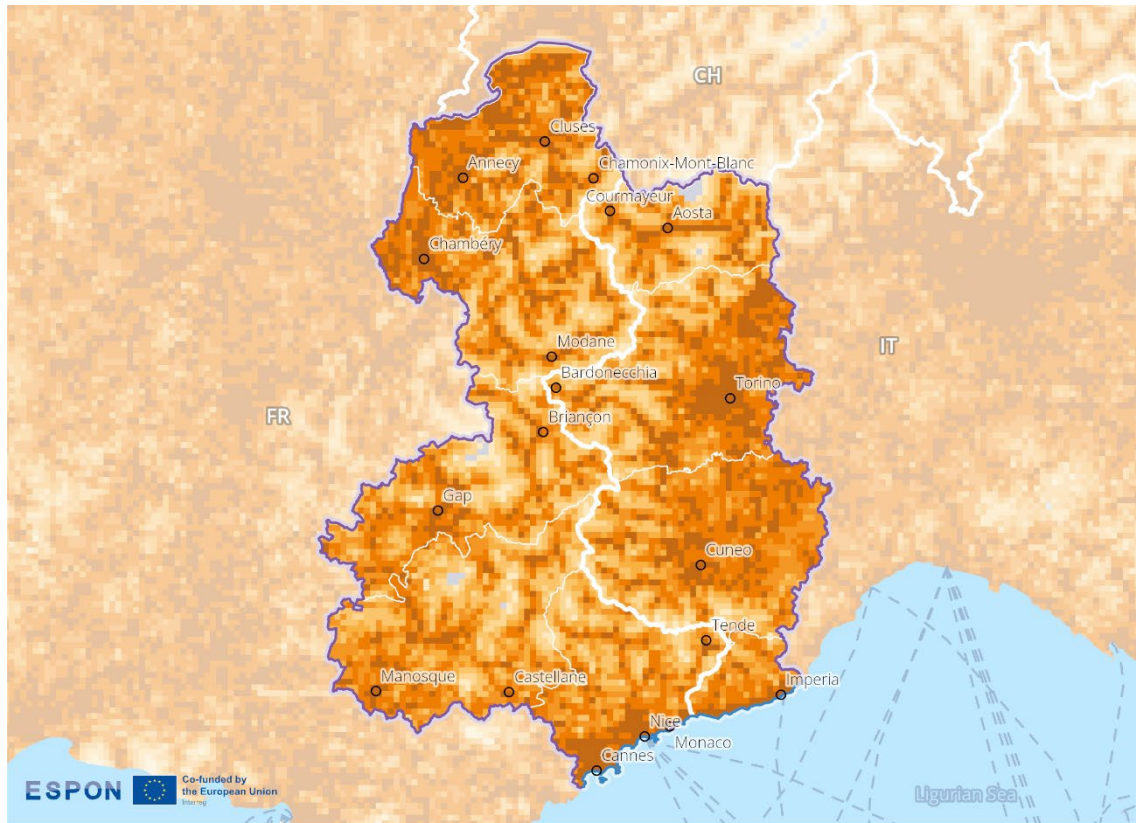 CH
Cluses
Annecy
Chamonix-Mont-Blanc
Courmayeur
Aosta
Chambéry
IT
Modane
Bardonecchia
Torino
FR
Briançon
Gap
Cuneo
Tende
Manosque
Castellane
Imperia
Nice
Monaco
Cannes
ESPON
Co-funded by
the European Union
Interreg
Ligurian Sea